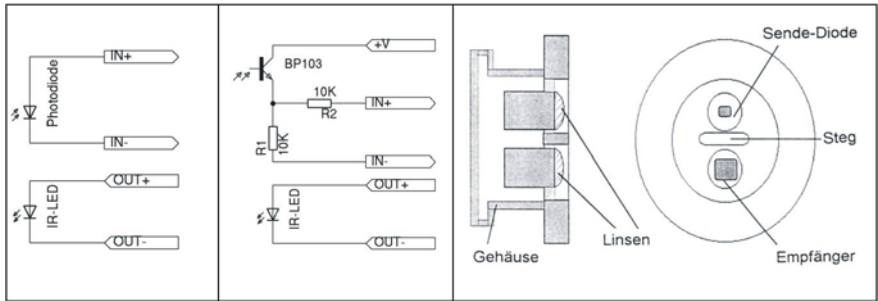 IN+
Photodiode
IN-
OUT+
IR-LED
OUT-
+V
BP103
10K
IN+
R2
R1
10K
IN-
OUT+
IR-LED
OUT-
Gehäuse
Linsen
Sende-Diode
Steg
Empfänger